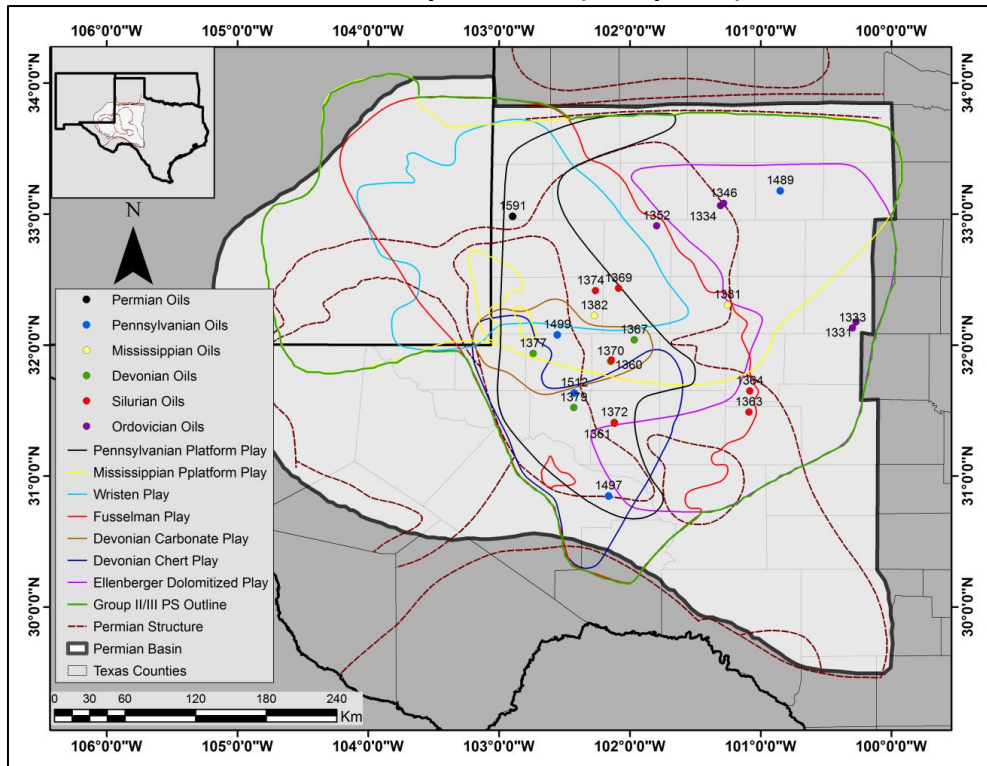 106°0'0"W 105°0'0"W 104°0'0"W 103°0'0"W 102°0'0"W 101°0'0"W 100°0'0"W
34°0'0"N 34°0'0"N
N
1489
1346
1591 1334
1352
33°0'0"N 33°0'0"N
1374 1369
1382 1381
1333
1499 1367 1331
32°0'0"N 1377 32°0'0"N
1370
1360
1512 1364
1379 1363
1372
1361
31°0'0"N 31°0'0"N
1497
30°0'0"N 30°0'0"N
Permian Oils
Pennsylvanian Oils
Mississippian Oils
Devonian Oils
Silurian Oils
Ordovician Oils
Pennsylvanian Platform Play
Mississippian Pplatform Play
Wristen Play
Fusselman Play
Devonian Carbonate Play
Devonian Chert Play
Ellenberger Dolomitized Play
Group II/III PS Outline
Permian Structure
Permian Basin
Texas Counties
0 30 60 120 180 240
Km
106°0'0"W 105°0'0"W 104°0'0"W 103°0'0"W 102°0'0"W 101°0'0"W 100°0'0"W